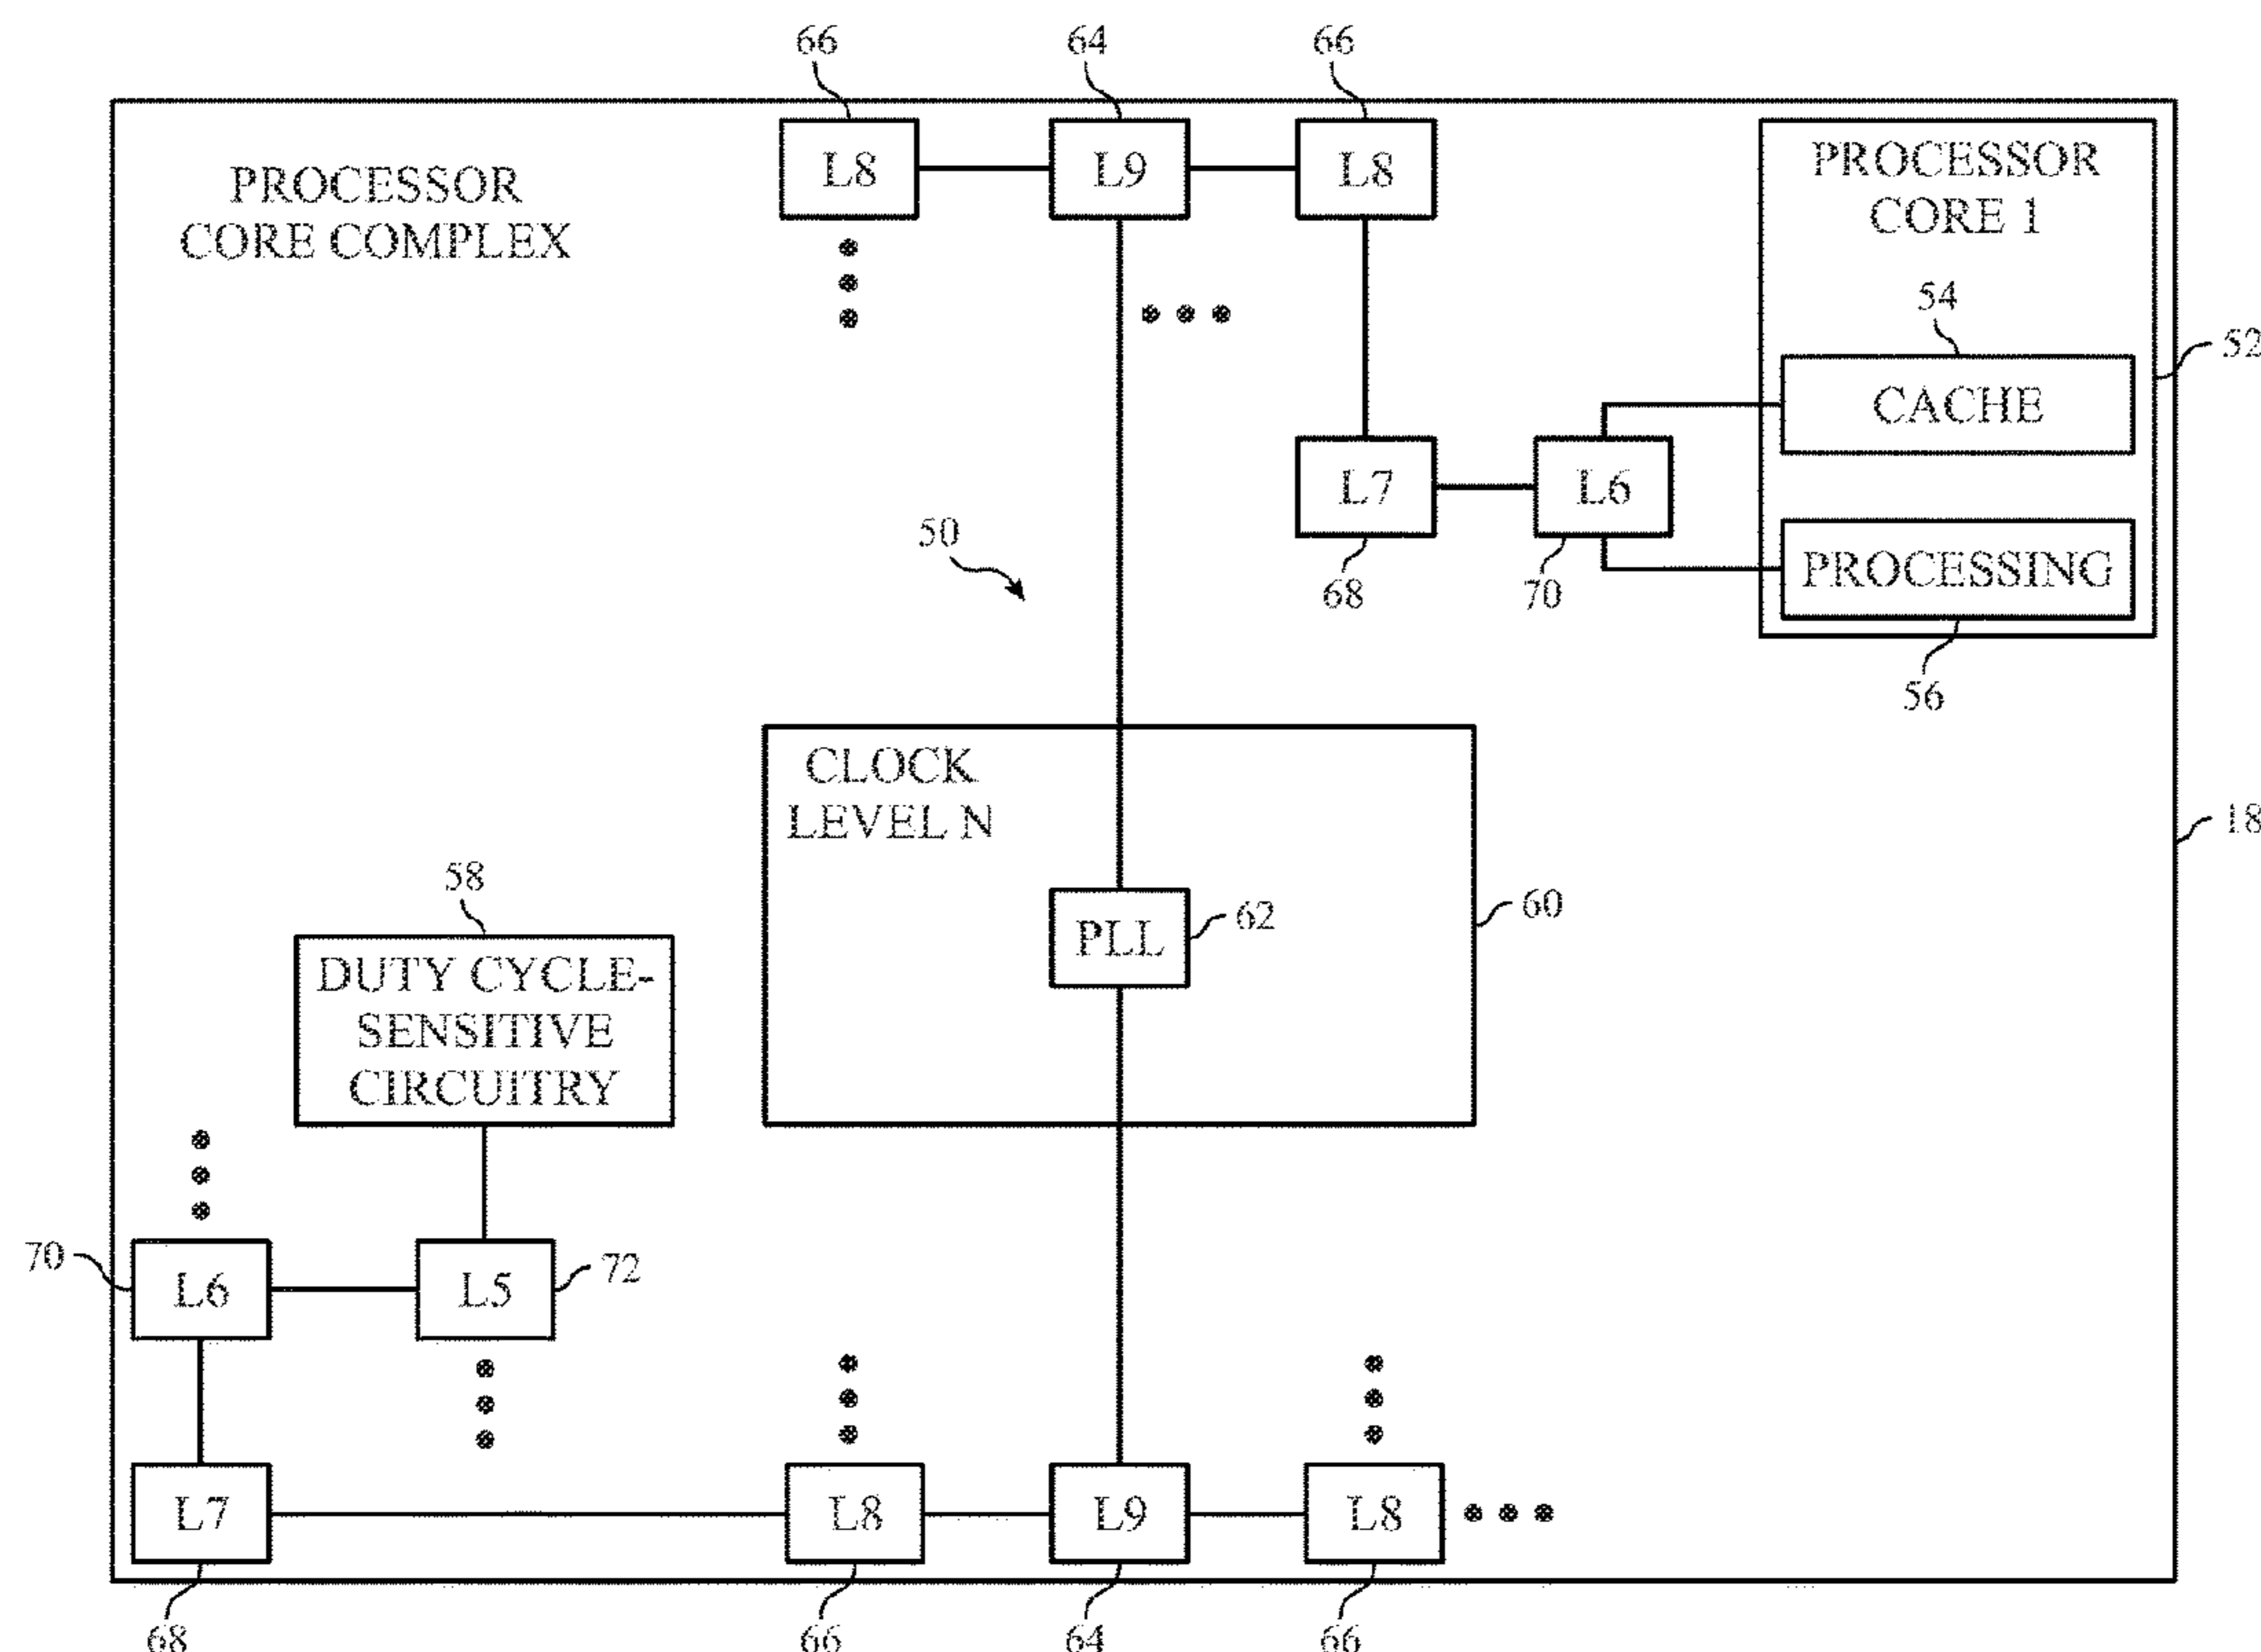 66
64
66
PROCESSOR
CORE COMPLEX
L8
L9
L8
PROCESSOR
CORE 1
54
52
CACHE
L7
L6
50
PROCESSING
68
70
56
CLOCK
LEVEL N
18
58
60
62
PLL
DUTY CYCLE-
SENSITIVE
CIRCUITRY
70
L6
L5
72
L7
L8
L9
L8
68
66
64
66